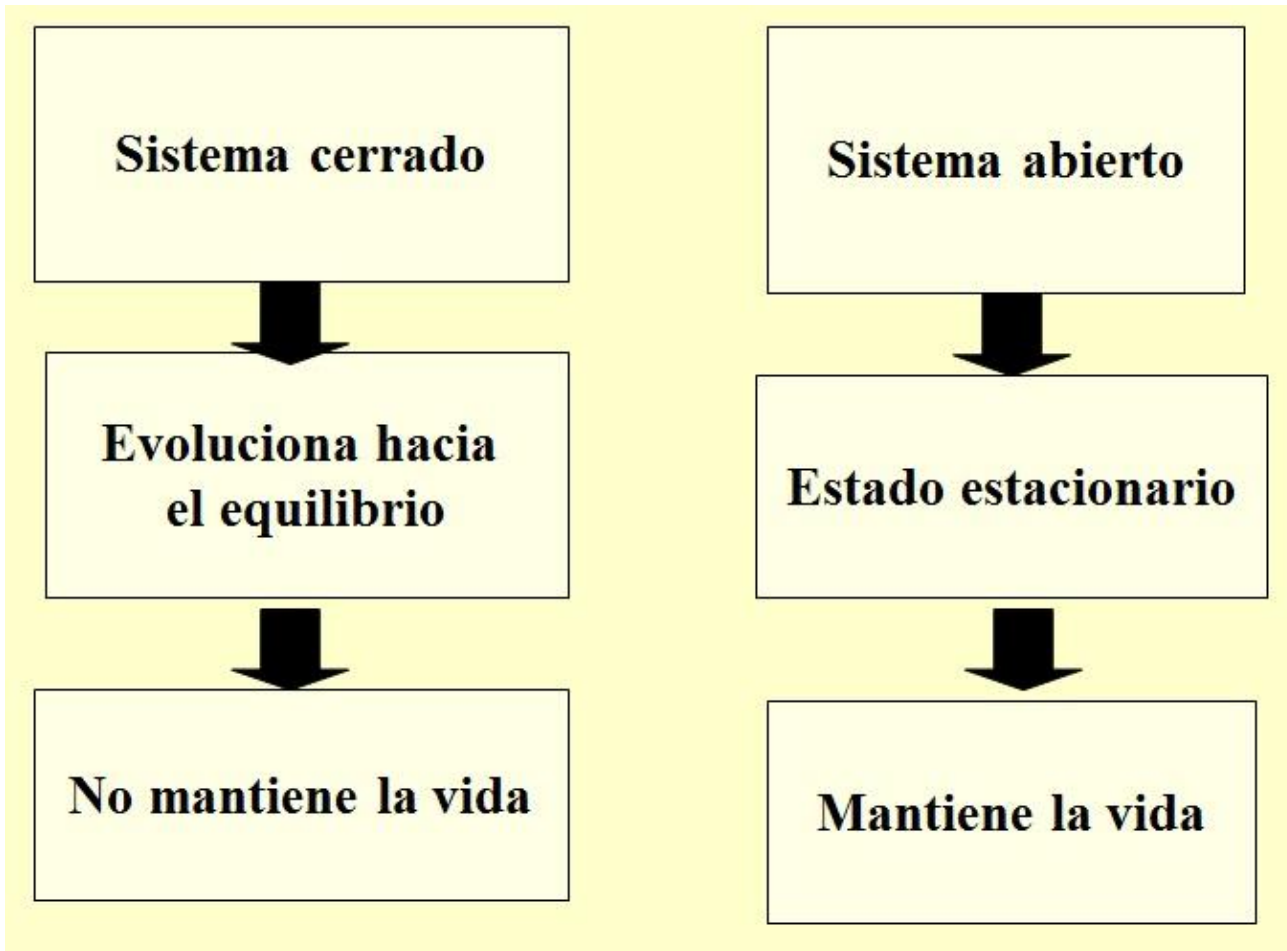 Sistema cerrado
Evoluciona hacia
el equilibrio
No mantiene la vida
Sistema abierto
Estado estacionario
Mantiene la vida